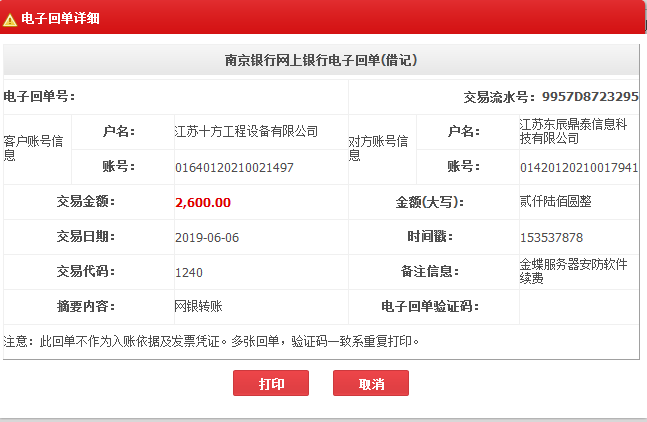 电子回单详细
南京银行网上银行电子回单(借记)
电子回单号：
交易流水号：9957D8723295
客户账号信息
户名：
江苏十方工程设备有限公司
对方账号信息
户名：
江苏东辰鼎泰信息科
技有限公司
账号：
01640120210021497
账号：
01420120210017941
交易金额：
2,600.00
金额(大写)：
贰仟陆佰圆整
交易日期：
2019-06-06
时间戳：
153537878
交易代码：
1240
备注信息：
金蝶服务器安防软件
续费
摘要内容：
网银转账
电子回单验证码：
注意：此回单不作为入账依据及发票凭证。多张回单，验证码一致系重复打印。
打印
取消